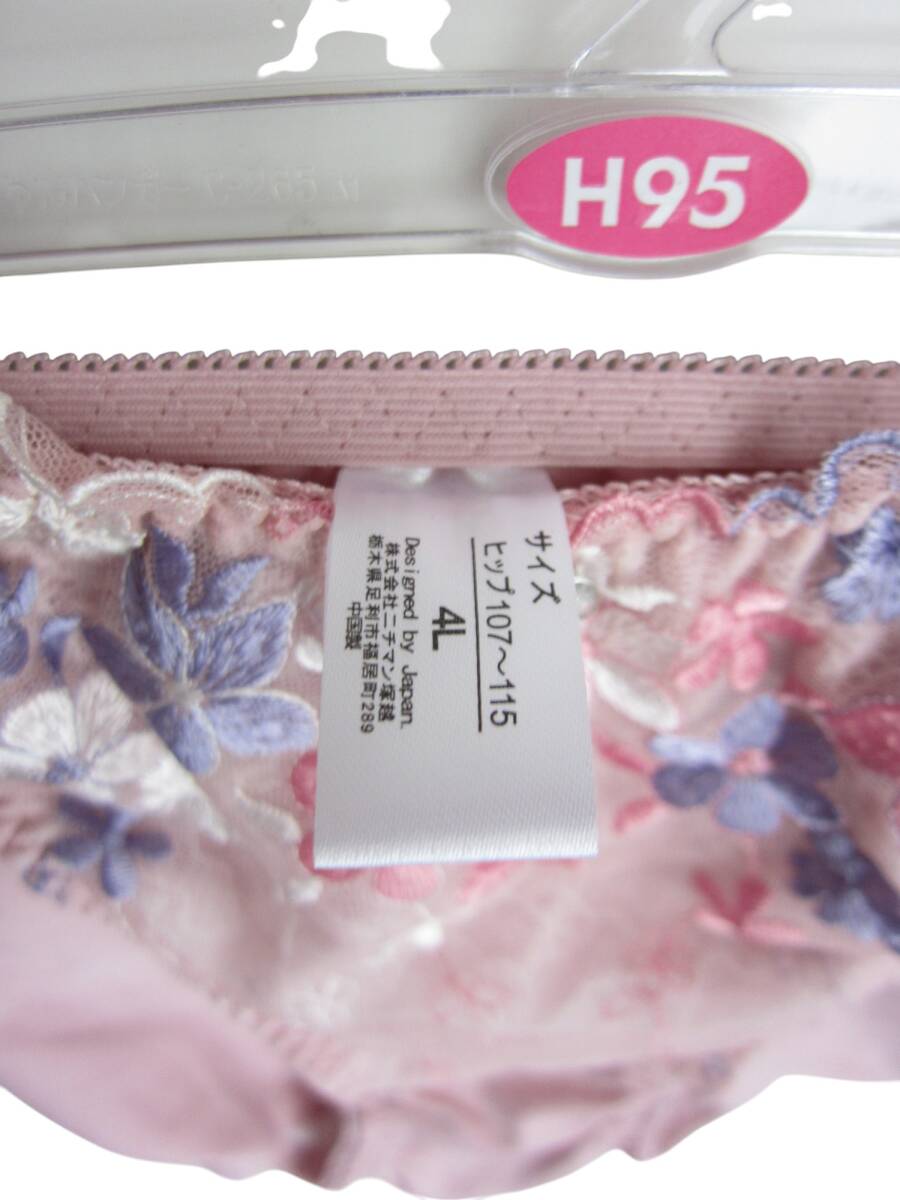 H95
サイズ
ヒップ107～115
4L
Designed by Japan.
株式会社ニチマン塚越
栃木県足利市福居町289
中国製